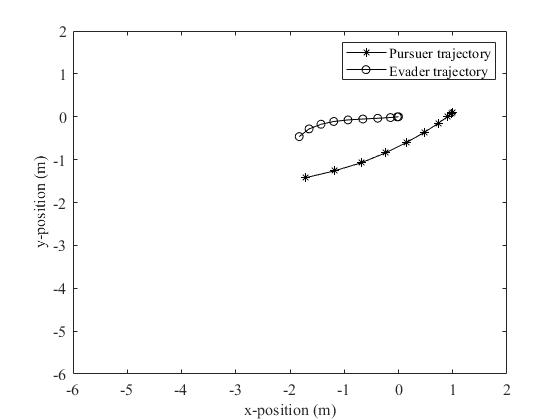 Pursuer trajectory
Evader trajectory
2
1
0
-1
-2
-3
-4
-5
-6
y-position (m)
-6 -5 -4 -3 -2 -1 0 1 2
x-position (m)